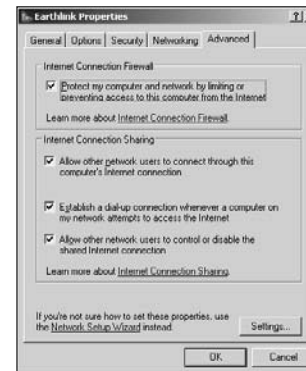 Earthlink Properties
General Options Security Networking Advanced
Internet Connection Firewall
Protect my computer and network by limiting or
preventing access to this computer from the Internet
Learn more about Internet Connection Firewall.
Internet Connection Sharing
Allow other network users to connect through this
computer's Internet connection
Establish a dial-up connection whenever a computer on
my network attempts to access the Internet
Allow other network users to control or disable the
shared Internet connection
Learn more about Internet Connection Sharing.
If you're not sure how to set these properties, use
the Network Setup Wizard instead.
Settings...
OK Cancel